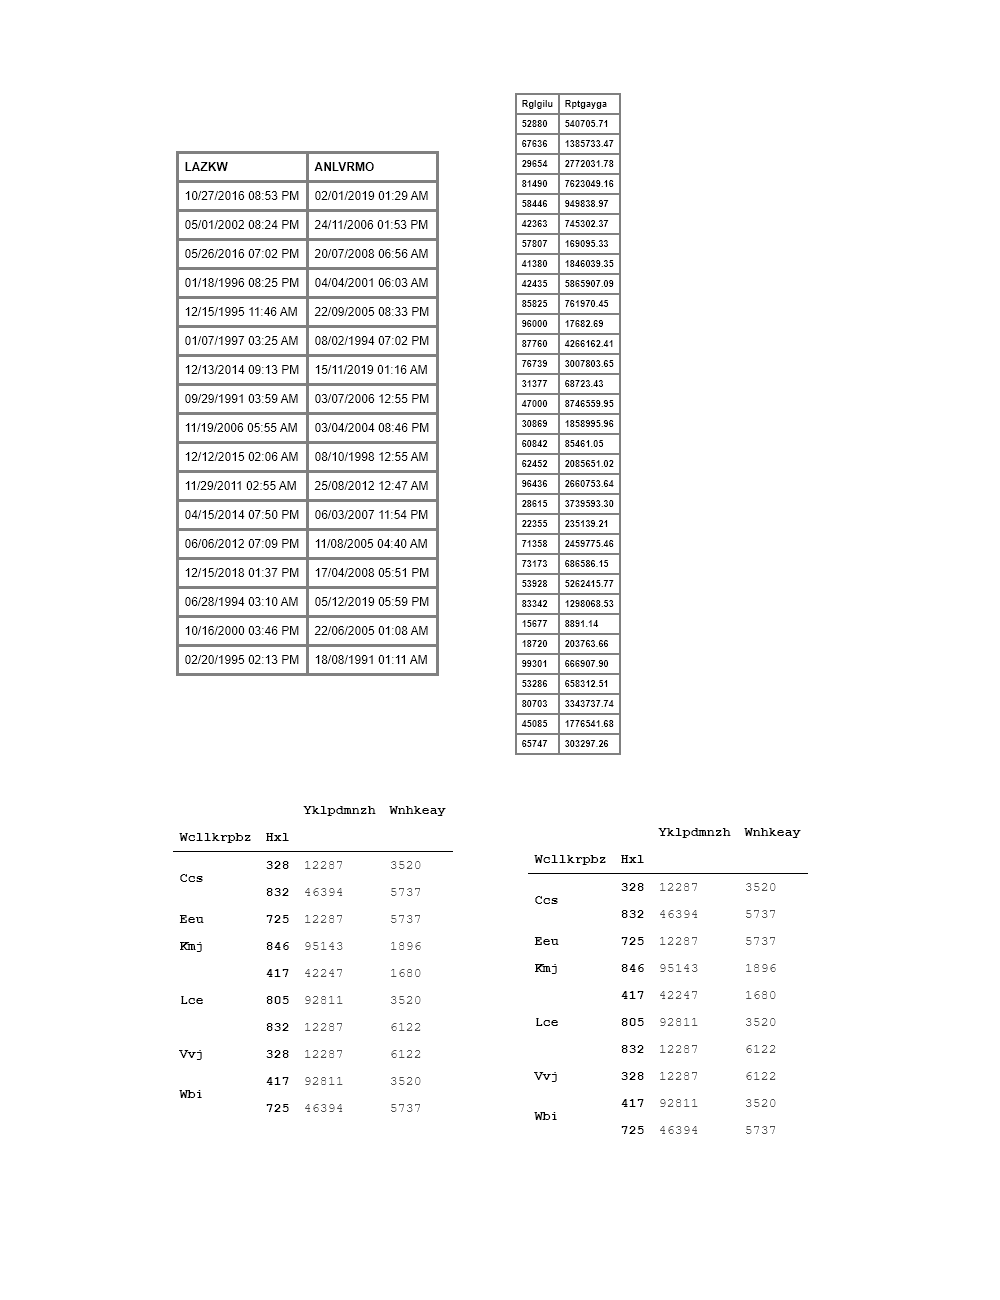 LAZKW ANLVRMO
10/27/2016 08:53 PM 02/01/2019 01:29 AM
05/01/2002 08:24 PM 24/11/2006 01:53 PM
05/26/2016 07:02 PM 20/07/2008 06:56 AM
01/18/1996 08:25 PM 04/04/2001 06:03 AM
12/15/1995 11:46 AM 22/09/2005 08:33 PM
01/07/1997 03:25 AM 08/02/1994 07:02 PM
12/13/2014 09:13 PM 15/11/2019 01:16 AM
09/29/1991 03:59 AM 03/07/2006 12:55 PM
11/19/2006 05:55 AM 03/04/2004 08:46 PM
12/12/2015 02:06 AM 08/10/1998 12:55 AM
11/29/2011 02:55 AM 25/08/2012 12:47 AM
04/15/2014 07:50 PM 06/03/2007 11:54 PM
06/06/2012 07:09 PM 11/08/2005 04:40 AM
12/15/2018 01:37 PM 17/04/2008 05:51 PM
06/28/1994 03:10 AM 05/12/2019 05:59 PM
10/16/2000 03:46 PM 22/06/2005 01:08 AM
02/20/1995 02:13 PM 18/08/1991 01:11 AM
Rglgilu Rptgayga
52880 540705.71
67636 1385733.47
29654 2772031.78
81490 7623049.16
58446 949838.97
42363 745302.37
57807 169095.33
41380 1846039.35
42435 5865907.09
85825 761970.45
96000 17682.69
87760 4266162.41
76739 3007803.65
31377 68723.43
47000 8746559.95
30869 1858995.96
60842 85461.05
62452 2085651.02
96436 2660753.64
28615 3739593.30
22355 235139.21
71358 2459775.46
73173 686586.15
53928 5262415.77
83342 1298068.53
15677 8891.14
18720 203763.66
99301 666907.90
53286 658312.51
80703 3343737.74
45085 1776541.68
65747 303297.26
Yklpdmnzh Wnhkeay
Wcllkrpbz Hxl
Ccs 328 12287 3520
832 46394 5737
Eeu 725 12287 5737
Kmj 846 95143 1896
417 42247 1680
Lce 805 92811 3520
832 12287 6122
Vvj 328 12287 6122
Wbi 417 92811 3520
725 46394 5737
Yklpdmnzh Wnhkeay
Wcllkrpbz Hxl
Ccs 328 12287 3520
832 46394 5737
Eeu 725 12287 5737
Kmj 846 95143 1896
417 42247 1680
Lce 805 92811 3520
832 12287 6122
Vvj 328 12287 6122
Wbi 417 92811 3520
725 46394 5737